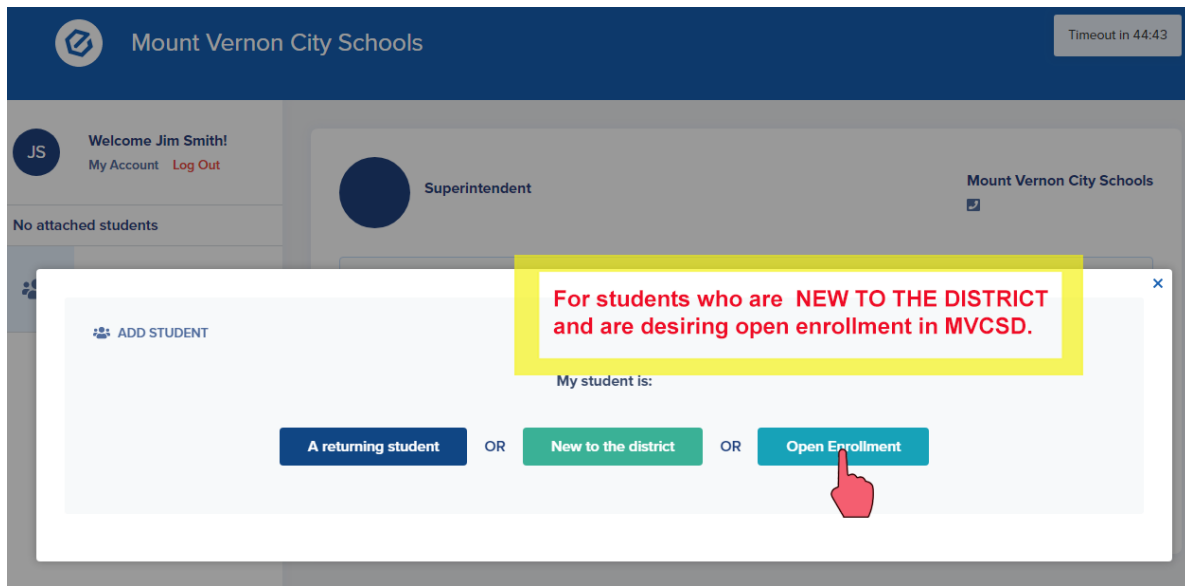 Mount Vernon City Schools
Timeout in 44:43
JS
Welcome Jim Smith!
My Account Log Out
No attached students
Superintendent
Mount Vernon City Schools
For students who are NEW TO THE DISTRICT
and are desiring open enrollment in MVCSD.
ADD STUDENT
My student is:
A returning student OR New to the district OR Open Enrollment